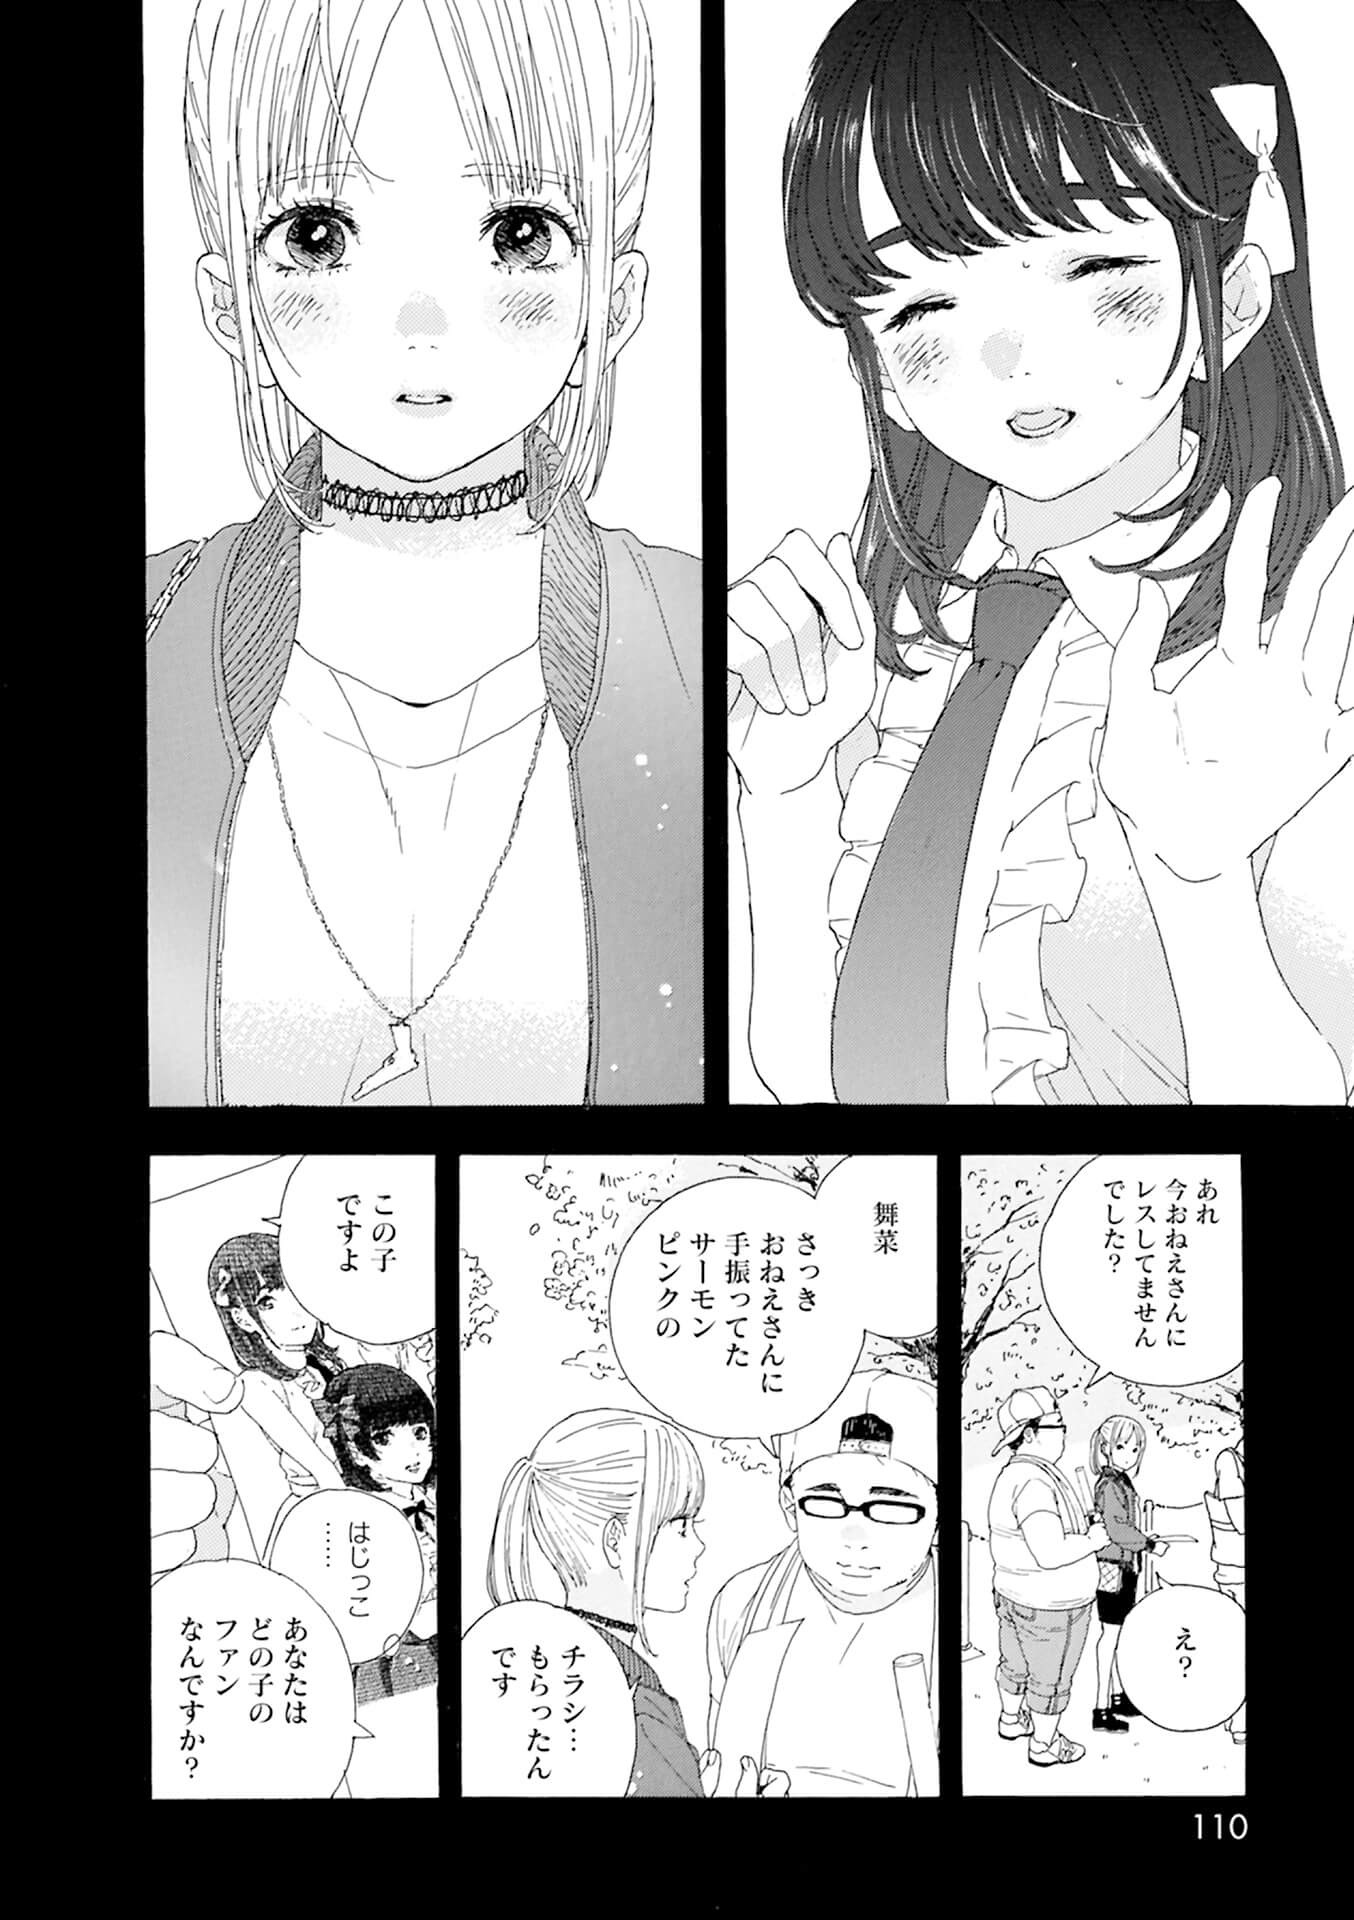 あれ
今おねえさんに
レスしてません
でした?
え?
舞菜
さっき
おねえさんに
手振ってた
サーモン
ピンクの
チラシ…
もらったん
です
この子
ですよ
はじっこ
……
あなたは
どの子の
ファン
なんですか?
110